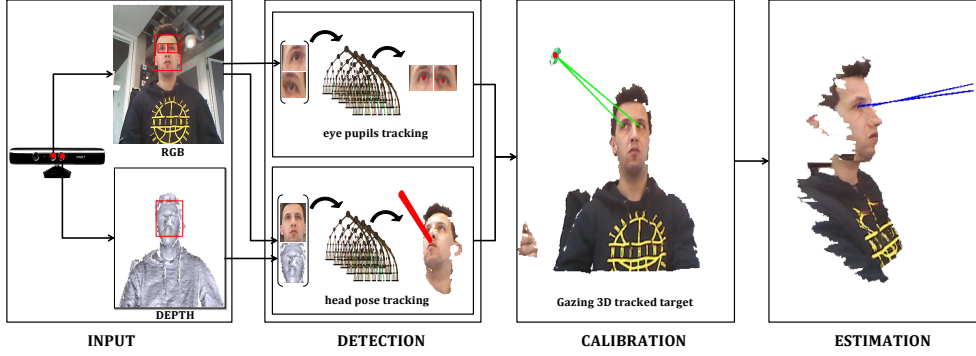 RGB
DEPTH
eye pupils tracking
head pose tracking
Gazing 3D tracked target
INPUT
DETECTION
CALIBRATION
ESTIMATION